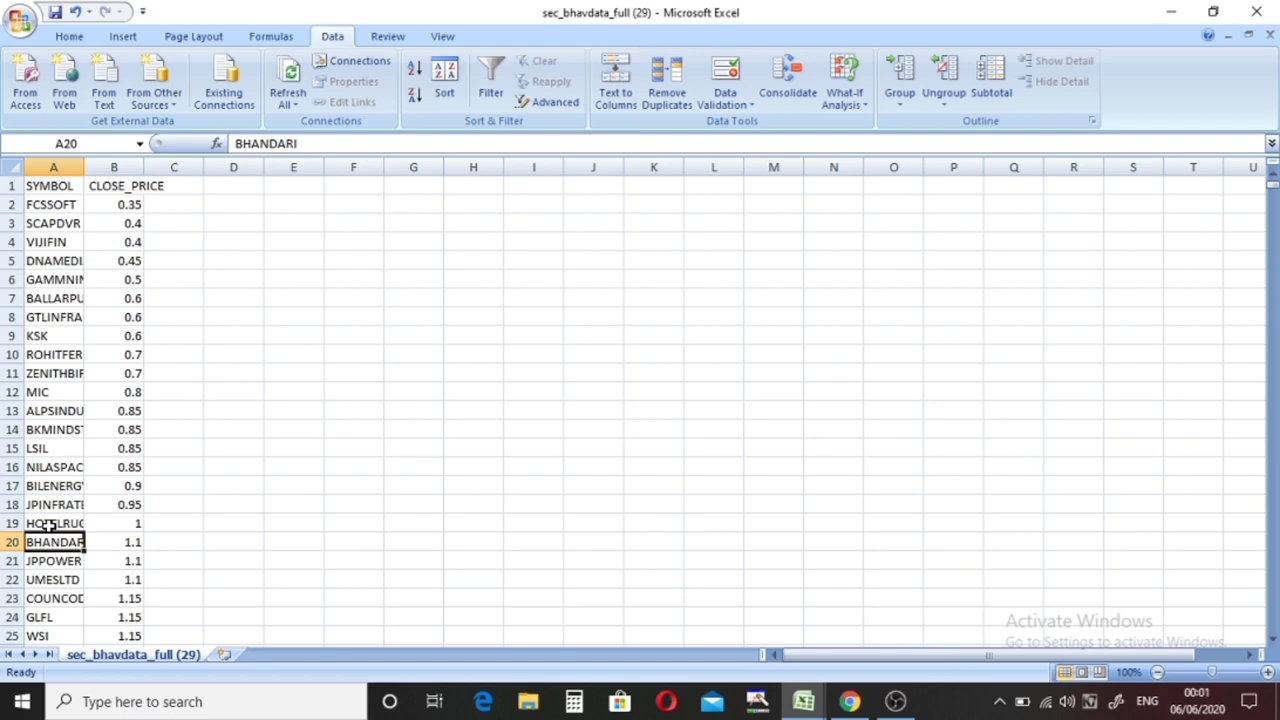 sec_bhavdata_full (29) - Microsoft Excel
Home Insert Page Layout Formulas Data Review View
From Access
From Web
From Text
From Other Sources
Existing Connections
Get External Data
Refresh All
Connections
Properties
Edit Links
Connections
Sort
Filter
Clear
Reapply
Advanced
Sort & Filter
Text to Columns
Remove Duplicates
Data Validation
Consolidate
What-If Analysis
Data Tools
Group
Ungroup
Subtotal
Show Detail
Hide Detail
Outline
A20 fx BHANDARI
A B C D E F G H I J K L M N O P Q R S T U
1 SYMBOL CLOSE_PRICE
2 FCSSOFT 0.35
3 SCAPDVR 0.4
4 VIJIFIN 0.4
5 DNAMEDI 0.45
6 GAMMNIN 0.5
7 BALLARPU 0.6
8 GTLINFRA 0.6
9 KSK 0.6
10 ROHITFER 0.7
11 ZENITHBIR 0.7
12 MIC 0.8
13 ALPSINDU 0.85
14 BKMINDST 0.85
15 LSIL 0.85
16 NILASPAC 0.85
17 BILENERGY 0.9
18 JPINFRATE 0.95
19 HOTELRUG 1
20 BHANDAR 1.1
21 JPPOWER 1.1
22 UMESLTD 1.1
23 COUNCOD 1.15
24 GLFL 1.15
25 WSI 1.15
Activate Windows
Go to Settings to activate Windows.
sec_bhavdata_full (29)
Ready 100%
Type here to search
ENG
00:01
06/06/2020